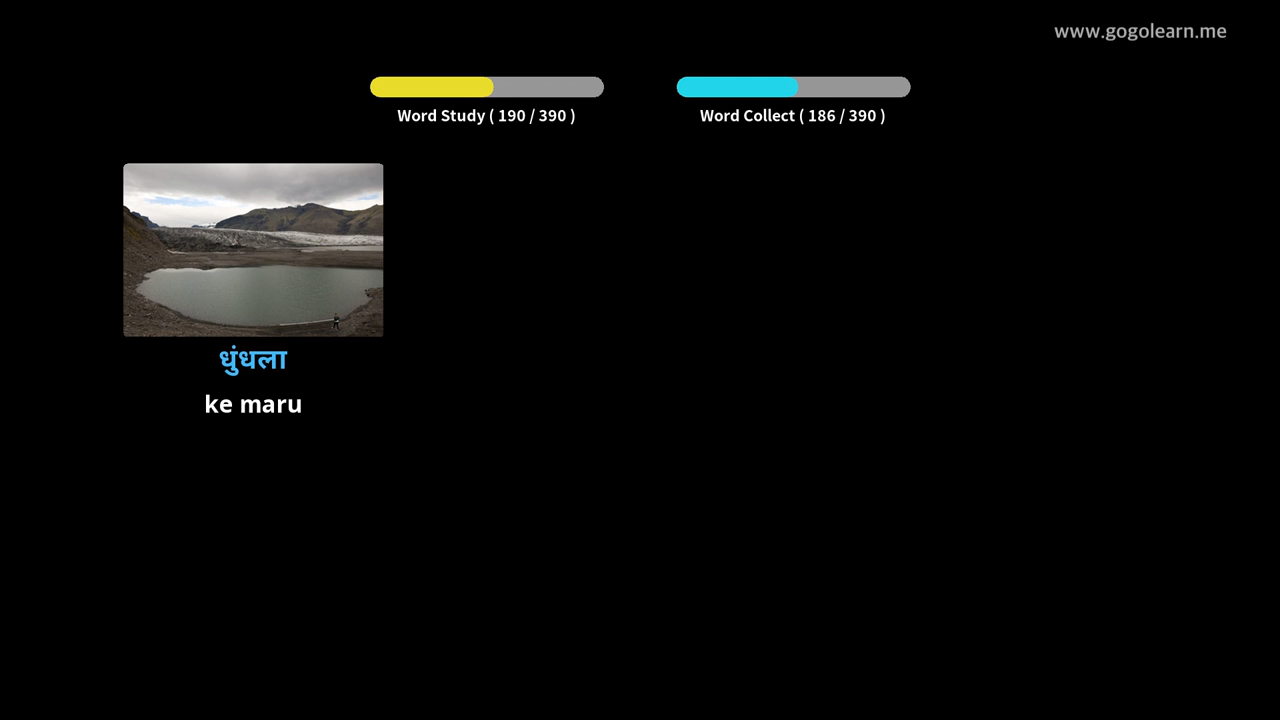 www.gogolearn.me
Word Study ( 190 / 390 )
Word Collect ( 186 / 390 )
धुंधला
ke maru